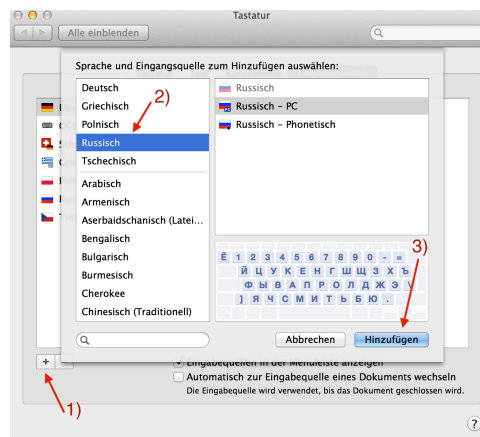 Tastatur
Alle einblenden
Sprache und Eingangsquelle zum Hinzufügen auswählen:
Deutsch
Griechisch
Polnisch
Russisch
Tschechisch
Arabisch
Armenisch
Aserbaidschanisch (Latei...
Bengalisch
Bulgarisch
Burmesisch
Cherokee
Chinesisch (Traditionell)
2)
Russisch
Russisch – PC
Russisch – Phonetisch
3)
Ё 1 2 3 4 5 6 7 8 9 0 - =
Й Ц У К Е Н Г Ш Щ З Х Ъ
Ф Ы В А П Р О Л Д Ж Э \
] Я Ч С М И Т Ь Б Ю .
Abbrechen
Hinzufügen
+
1)
Eingabequellen in der Menüleiste anzeigen
Automatisch zur Eingabequelle eines Dokuments wechseln
Die Eingabequelle wird verwendet, bis das Dokument geschlossen wird.
?